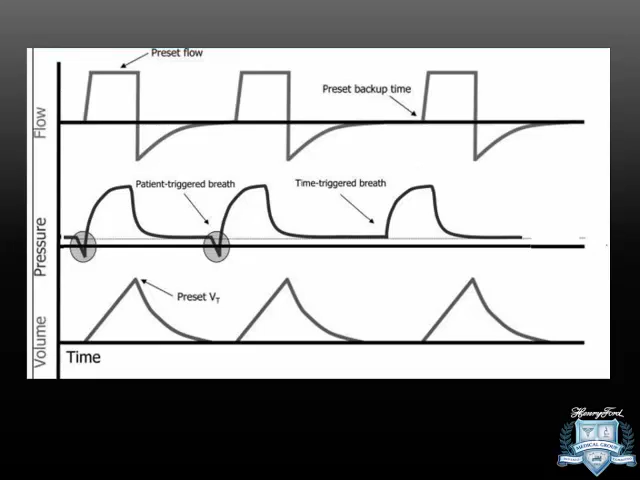 Preset flow
Preset backup time
Flow
Patient-triggered breath
Time-triggered breath
Pressure
Preset VT
Volume
Time
Henry Ford
MEDICAL GROUP